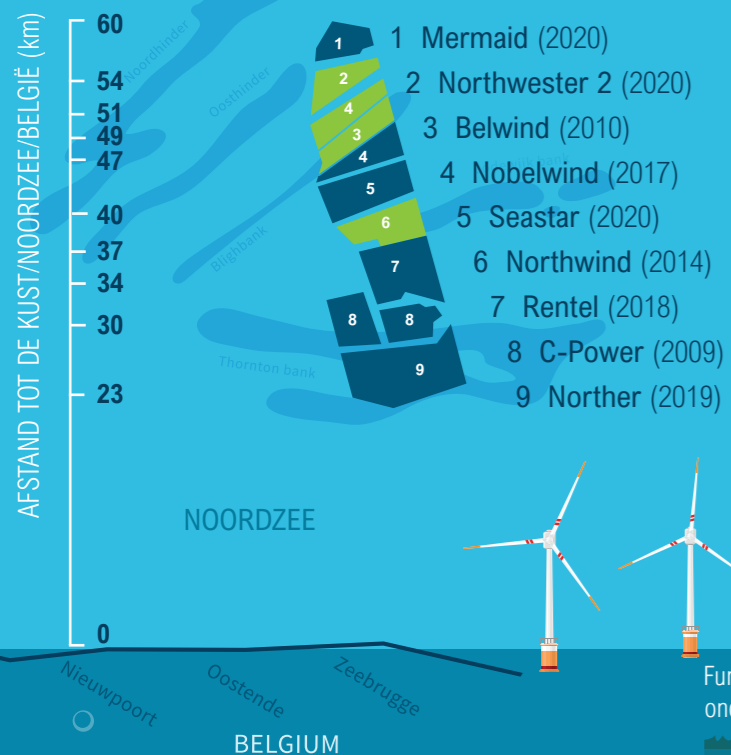 AFSTAND TOT DE KUST/NOORDZEE/BELGIË (km)
60
54
51
49
47
40
37
34
30
23
0
Noordhinder
Oosthinder
Blighbank
bank
Thornton bank
1
2
4
3
4
5
6
7
8
8
9
1 Mermaid (2020)
2 Northwester 2 (2020)
3 Belwind (2010)
4 Nobelwind (2017)
5 Seastar (2020)
6 Northwind (2014)
7 Rentel (2018)
8 C-Power (2009)
9 Norther (2019)
NOORDZEE
Nieuwpoort
Oostende
Zeebrugge
BELGIUM